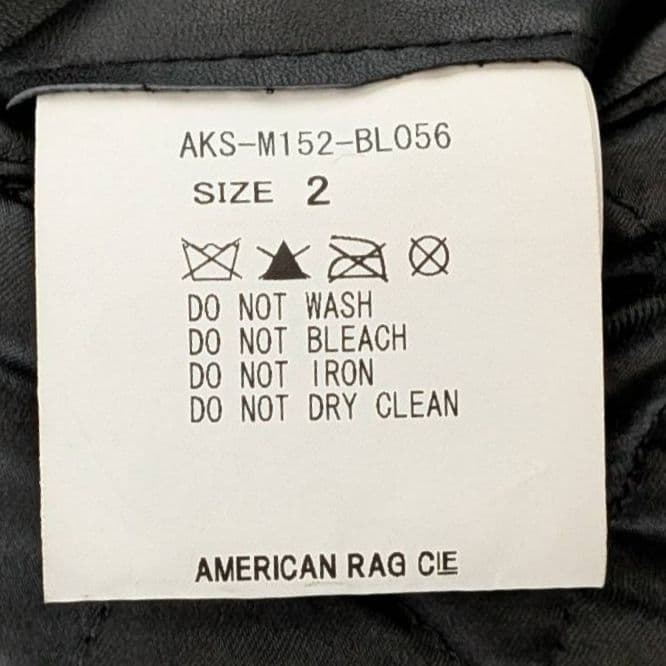 AKS-M152-BL056
SIZE 2
DO NOT WASH
DO NOT BLEACH
DO NOT IRON
DO NOT DRY CLEAN
AMERICAN RAG CIE